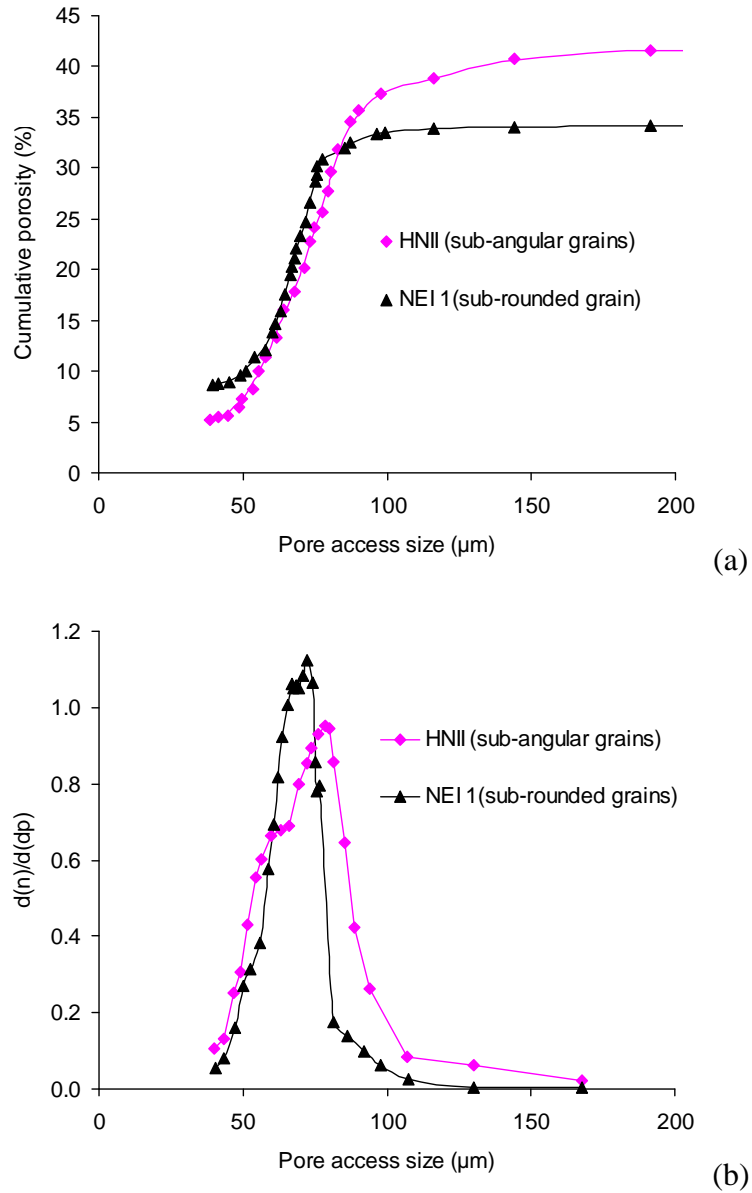 45
40
35
30
25
20
15
10
5
0
Cumulative porosity (%)
HNII (sub-angular grains)
NEI 1(sub-rounded grain)
0 50 100 150 200
Pore access size (µm)
(a)
1.2
1.0
0.8
0.6
0.4
0.2
0.0
d(n)/d(dp)
HNII (sub-angular grains)
NEI 1(sub-rounded grains)
0 50 100 150 200
Pore access size (µm)
(b)